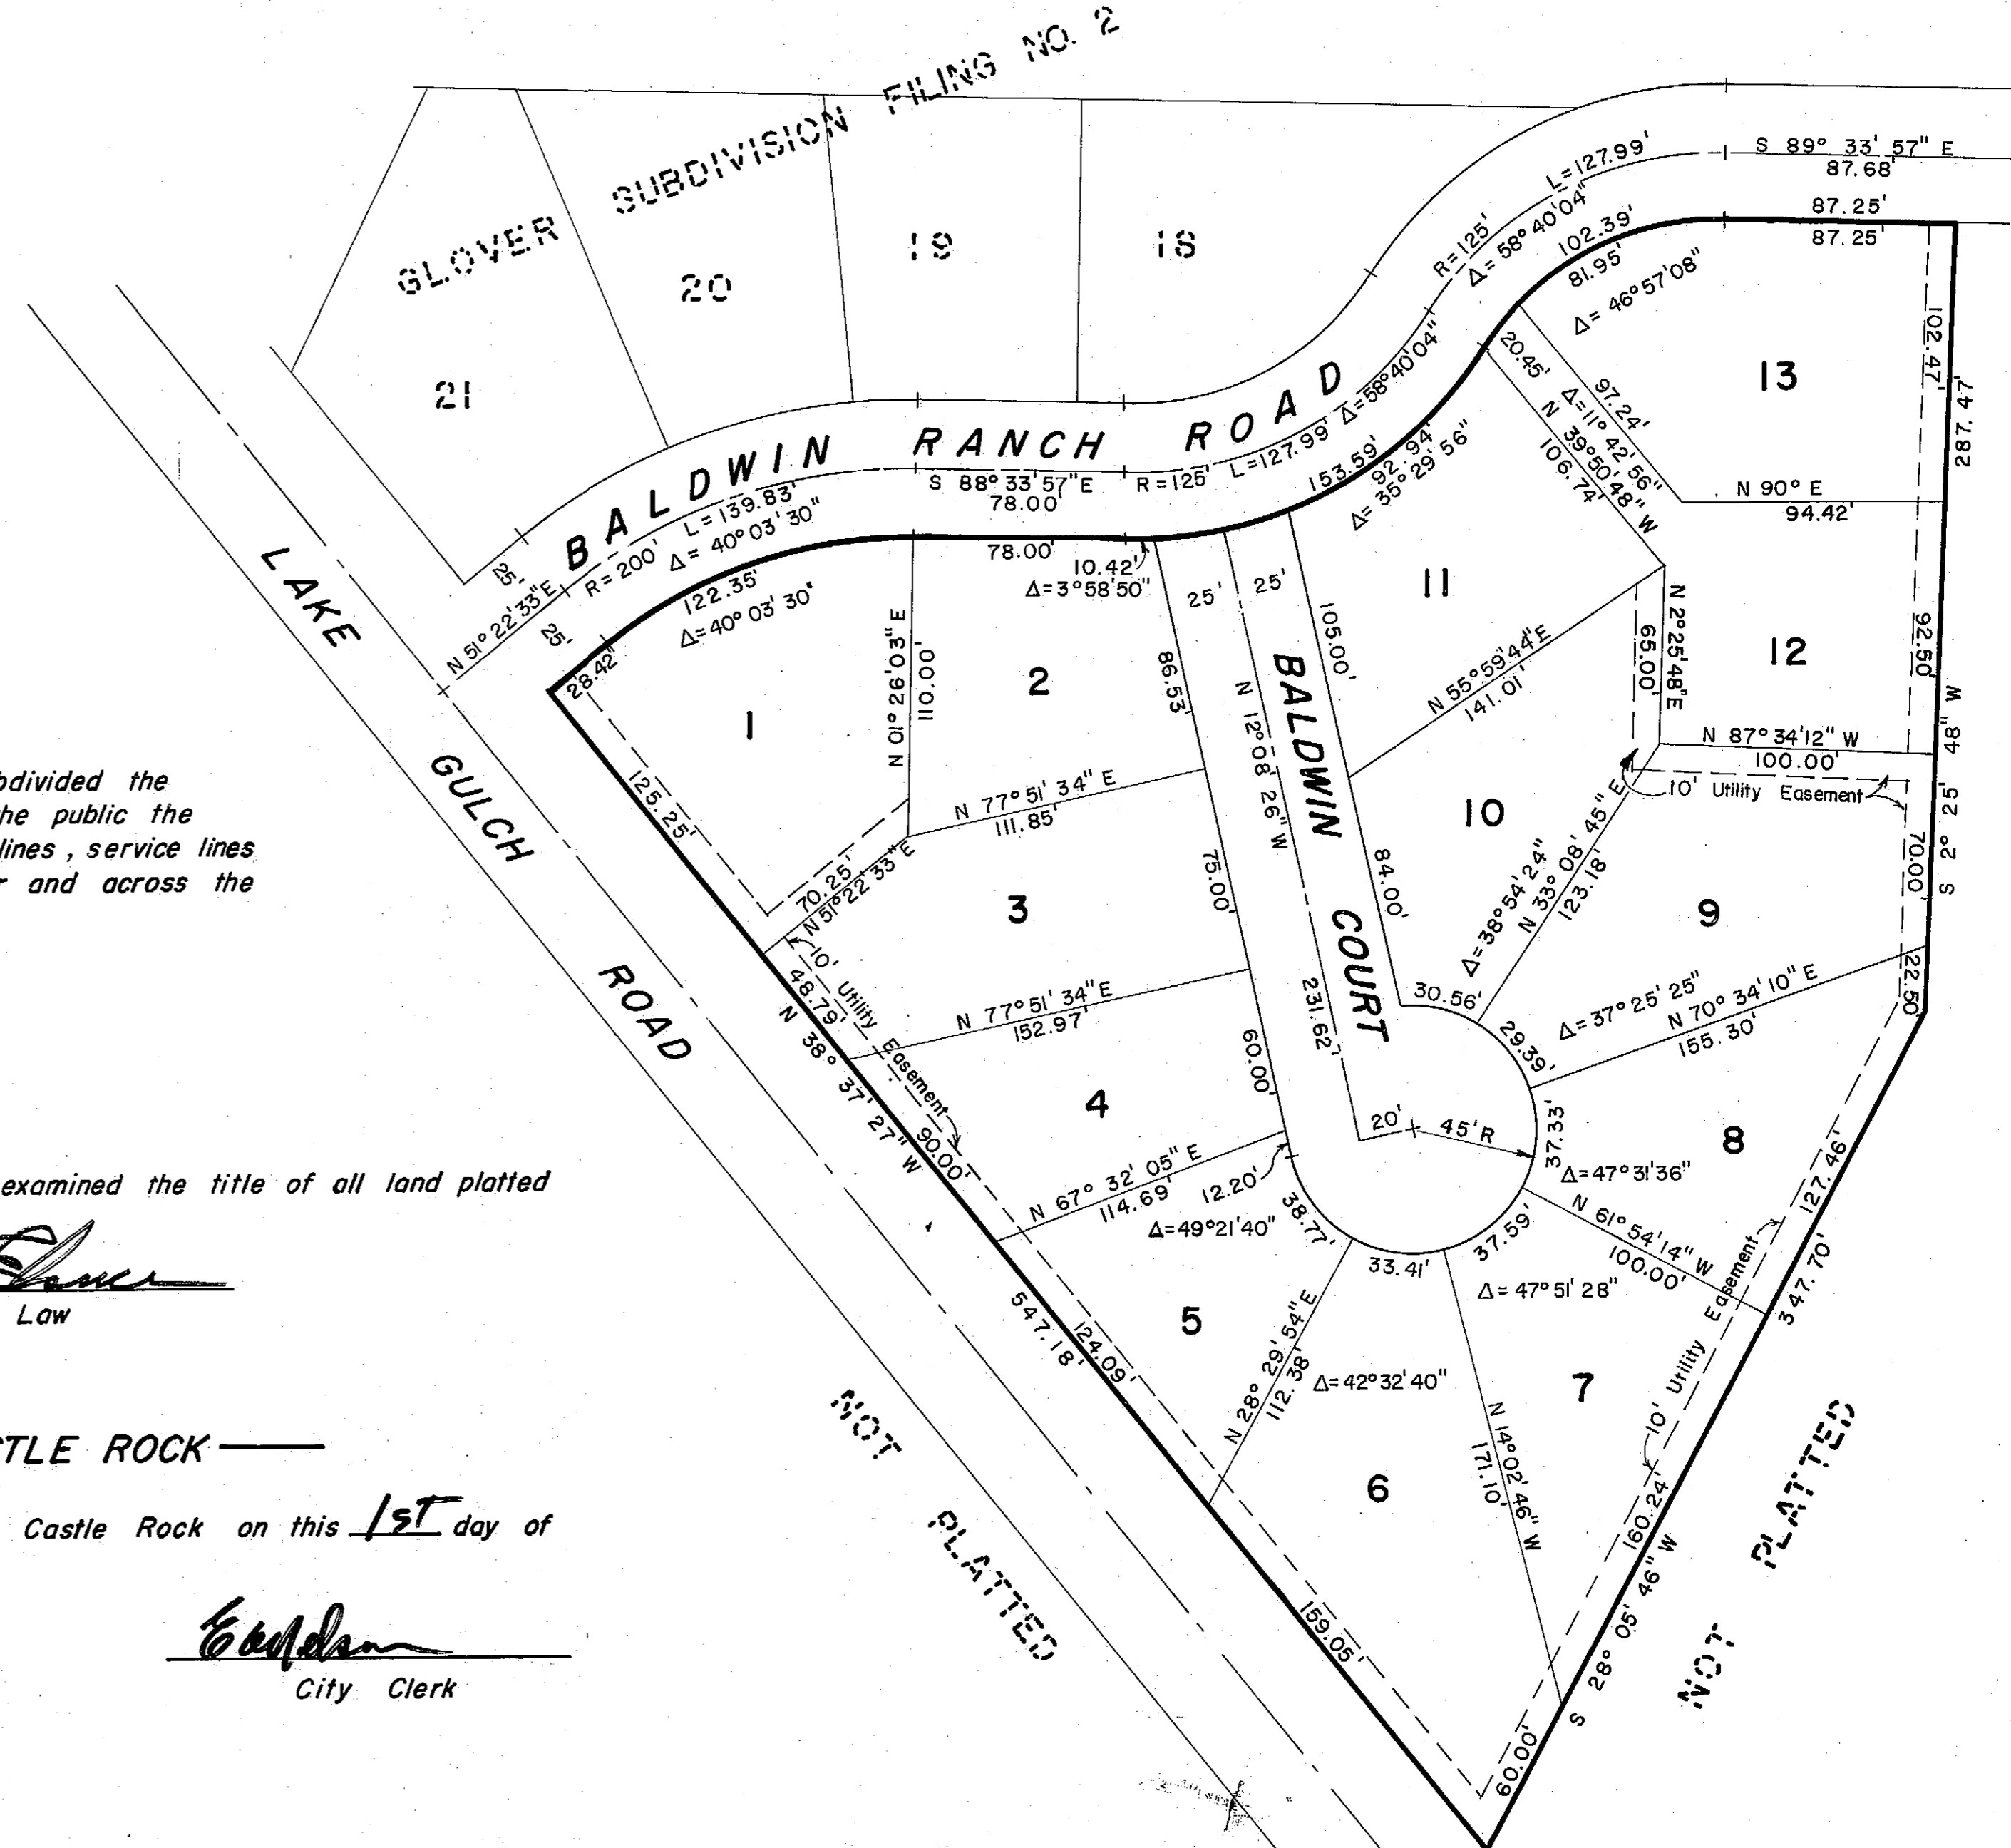 GLOVER SUBDIVISION FILING NO. 2
21
20
19
18
S 89° 33' 57" E
87.68'
87.25'
87.25'
L=127.99'
R=125'
Δ= 58° 40' 04"
102.39'
81.95'
Δ= 46° 57' 08"
13
102.47'
287.47'
20.45'
Δ=11° 42' 56"
97.24'
N 39° 50' 48" W
106.74'
N 90° E
94.42'
BALDWIN RANCH ROAD
S 88° 33' 57" E
78.00'
R=125'
L=127.99'
Δ=58° 40' 04"
153.59'
92.94'
Δ= 35° 29' 56"
L=139.83'
R=200'
Δ= 40° 03' 30"
25'
N 51° 22' 33" E
25'
28.42"
122.35'
Δ=40° 03' 30"
78.00'
10.42'
Δ=3° 58' 50"
25'
25'
LAKE GULCH ROAD
1
N 01° 26' 03" E
110.00'
2
86.53'
N 12° 08' 26" W
BALDWIN COURT
105.00'
11
N 55° 59' 44" E
141.01'
N 2° 25' 48" E
65.00'
12
92.50'
N 87° 34' 12" W
100.00'
10' Utility Easement
S 2° 25' 48" W
70.00'
125.25'
N 77° 51' 34" E
111.85'
70.25'
N 51° 22' 33" E
3
75.00'
84.00'
10
Δ=38° 54' 24"
N 33° 08' 45" E
123.18'
9
10' Utility Easement
48.79'
N 38° 37' 27" W
N 77° 51' 34" E
152.97'
231.62'
30.56'
29.39'
Δ=37° 25' 25"
N 70° 34' 10" E
155.30'
22.50'
4
60.00'
20'
45' R
37.33'
8
Δ=47° 31' 36"
127.46'
347.70'
90.00'
N 67° 32' 05" E
114.69'
12.20'
Δ=49° 21' 40"
38.77'
33.41'
37.59'
N 61° 54' 14" W
100.00'
Δ= 47° 51' 28"
10' Utility Easement
5
547.18'
124.09'
N 28° 29' 54" E
112.38'
Δ=42° 32' 40"
6
7
N 14° 02' 46" W
171.10'
160.24'
S 28° 05' 46" W
159.05'
60.00'
NOT PLATTED
NOT PLATTED
bdivided the
he public the
lines, service lines
and across the
examined the title of all land platted
Law
TLE ROCK
Castle Rock on this 1ST day of
City Clerk